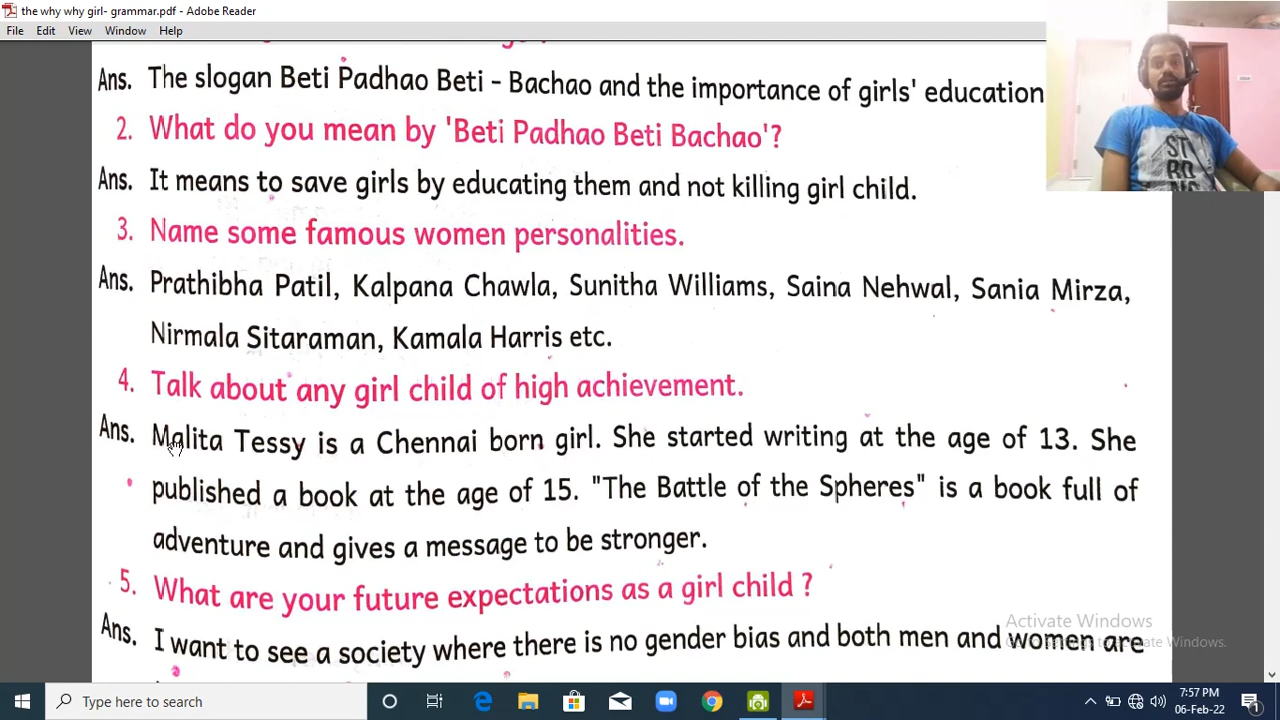 the why why girl- grammar.pdf - Adobe Reader
File Edit View Window Help
Ans. The slogan Beti Padhao Beti - Bachao and the importance of girls' education
2. What do you mean by 'Beti Padhao Beti Bachao'?
Ans. It means to save girls by educating them and not killing girl child.
3. Name some famous women personalities.
Ans. Prathibha Patil, Kalpana Chawla, Sunitha Williams, Saina Nehwal, Sania Mirza,
Nirmala Sitaraman, Kamala Harris etc.
4. Talk about any girl child of high achievement.
Ans. Malita Tessy is a Chennai born girl. She started writing at the age of 13. She
published a book at the age of 15. "The Battle of the Spheres" is a book full of
adventure and gives a message to be stronger.
5. What are your future expectations as a girl child ?
Ans. I want to see a society where there is no gender bias and both men and women are
Activate Windows
Go to Settings to activate Windows.
Type here to search
7:57 PM
06-Feb-22